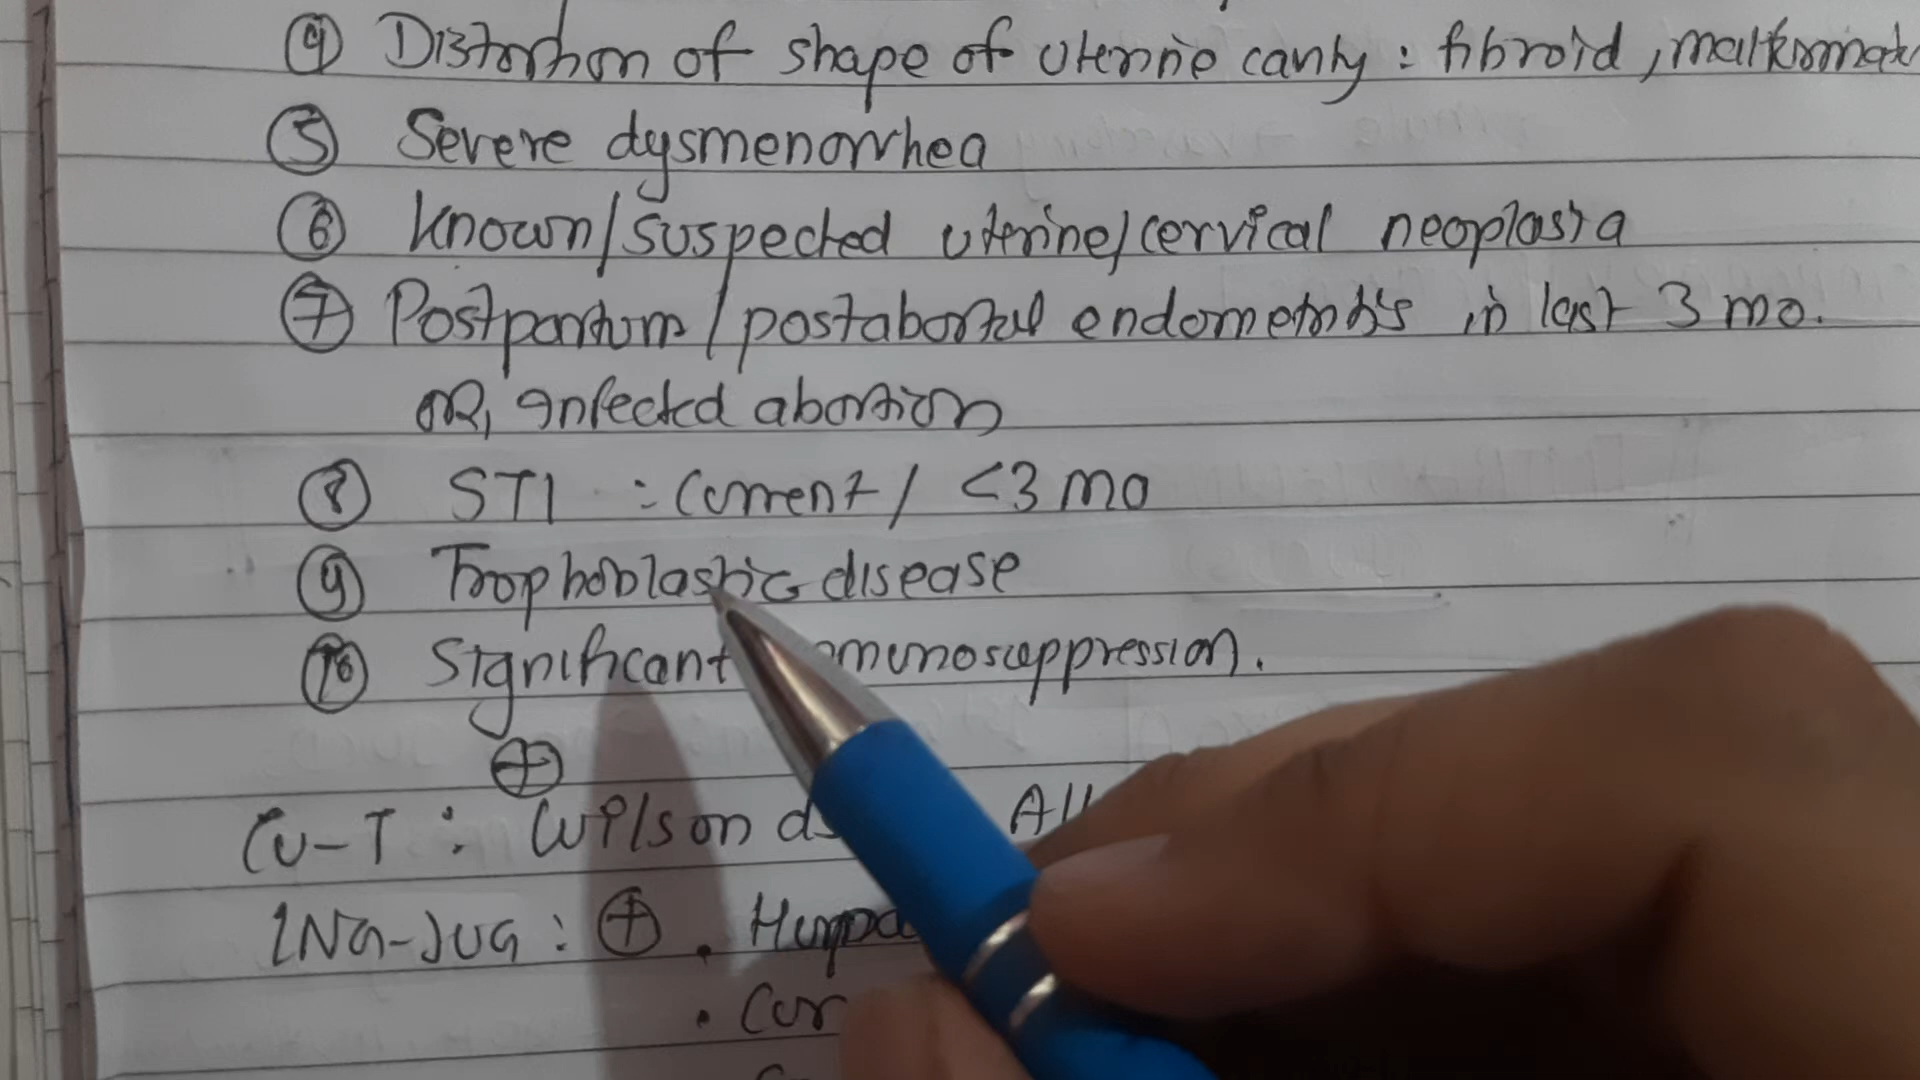 ④ Distortion of shape of uterine cavity : fibroid, malformat
⑤ Severe dysmenorrhea
⑥ Known/suspected uterine/cervical neoplasia
⑦ Postpartum/postabortal endometritis in last 3 mo.
OR, Infected abortion
⑧ STI : Current / <3 mo
⑨ Trophoblastic disease
⑩ Significant mmunosuppression.
⊕
Cu-T : Wilson d All
LNG-IUG : ⊕ . Hepa
. Cur